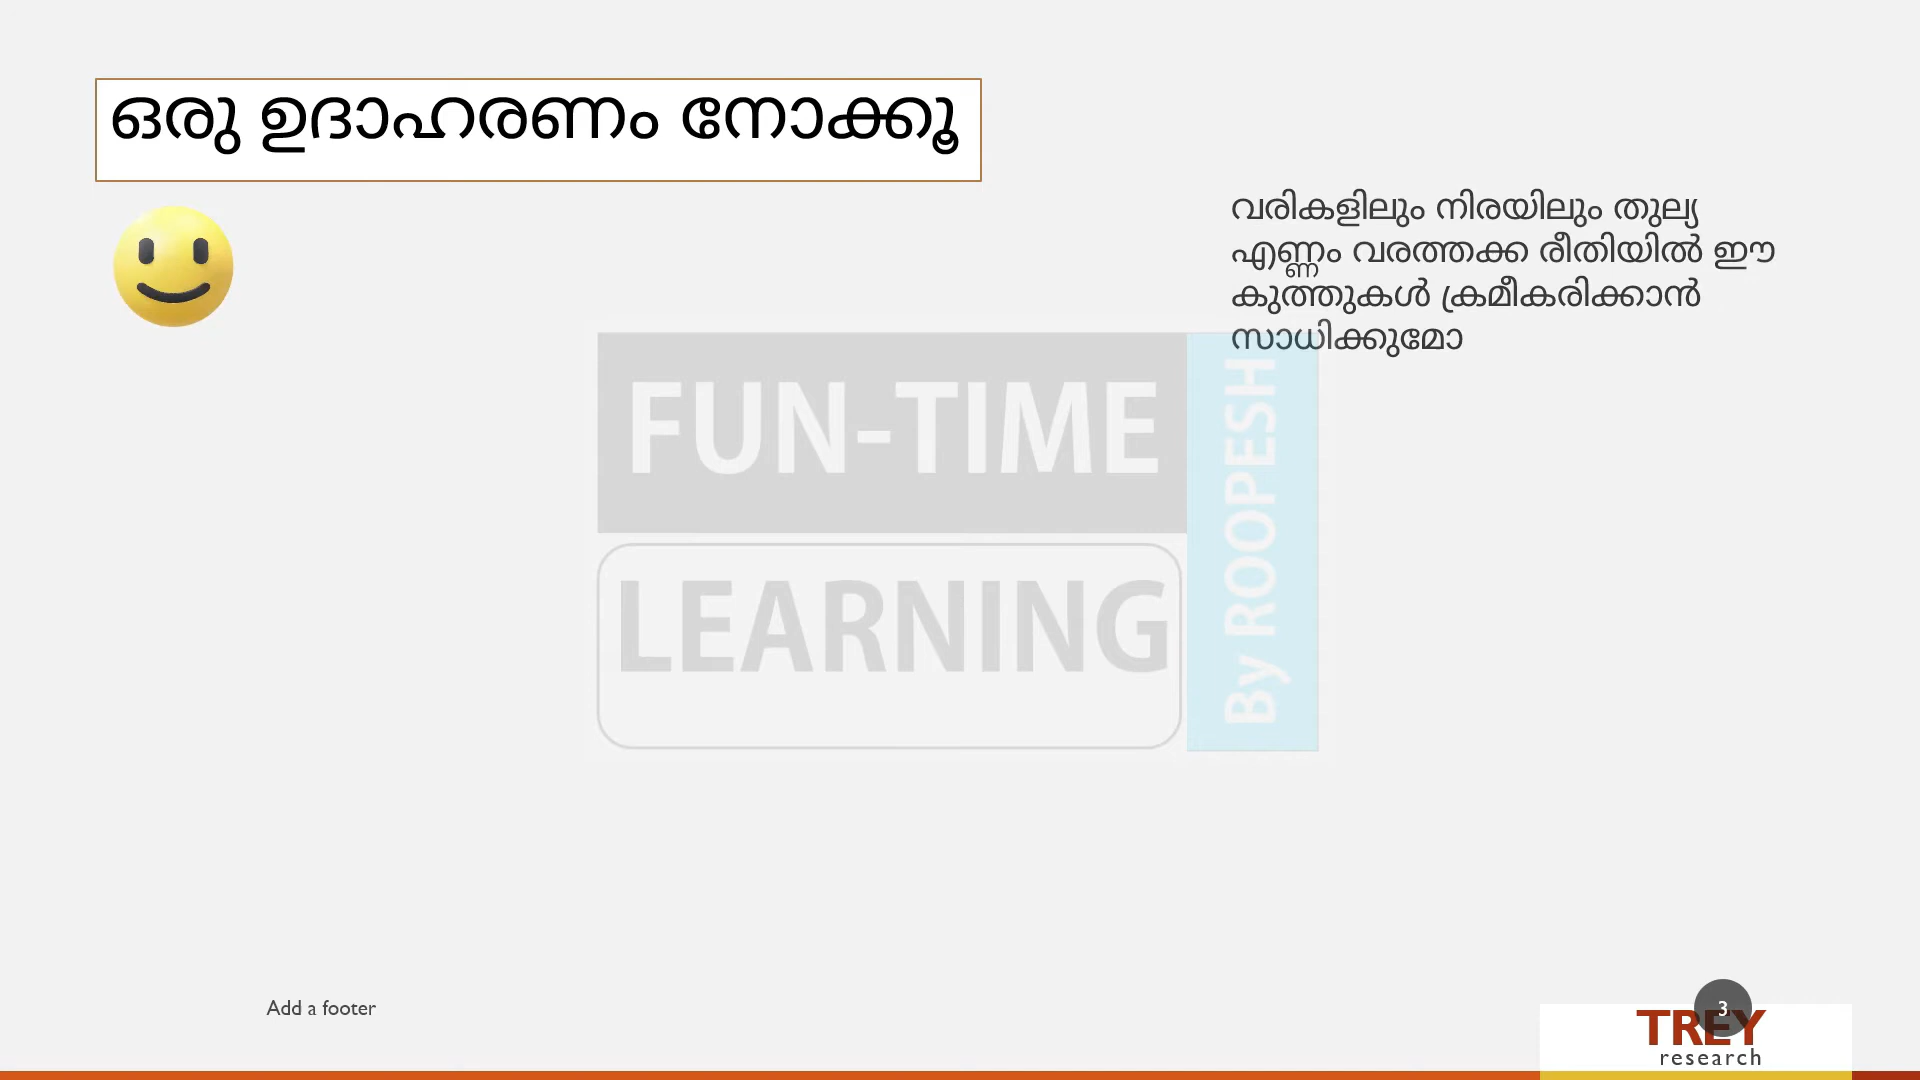 ഒരു ഉദാഹരണം നോക്കൂ
വരികളിലും നിരയിലും തുല്യ
എണ്ണം വരത്തക്ക രീതിയിൽ ഈ
കുത്തുകൾ ക്രമീകരിക്കാൻ
സാധിക്കുമോ
FUN-TIME
LEARNING
By ROOPESH
Add a footer
3
TREY
research